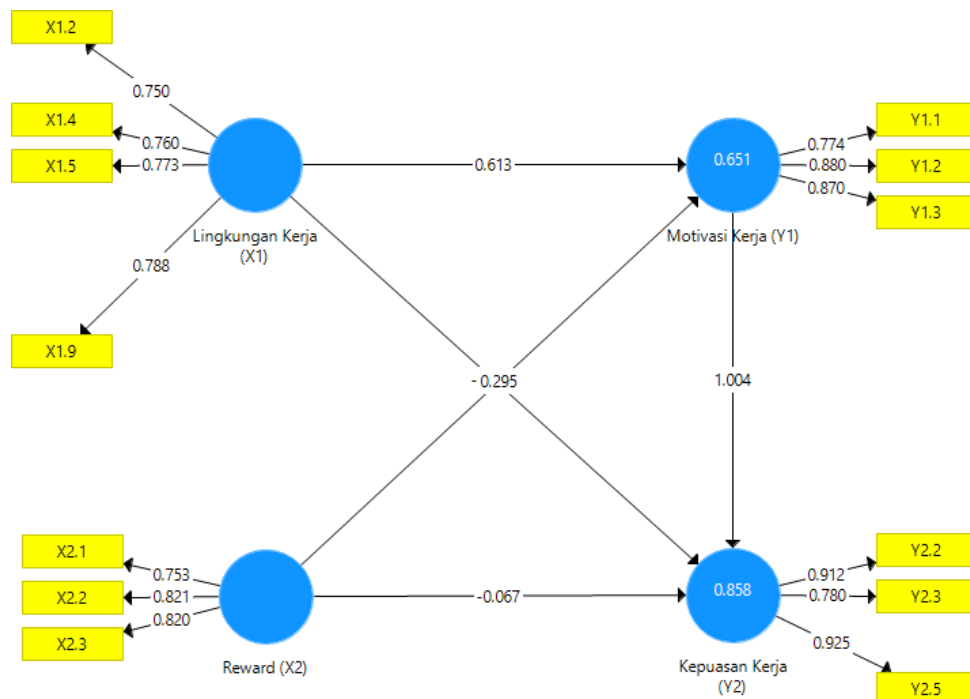 X1.2
0.750
X1.4
0.760
X1.5
0.773
0.788
X1.9
Lingkungan Kerja
(X1)
0.613
0.651
Motivasi Kerja (Y1)
0.774
Y1.1
0.880
Y1.2
0.870
Y1.3
-0.295
1.004
X2.1
0.753
X2.2
0.821
X2.3
0.820
Reward (X2)
-0.067
0.858
Kepuasan Kerja
(Y2)
0.912
Y2.2
0.780
Y2.3
0.925
Y2.5